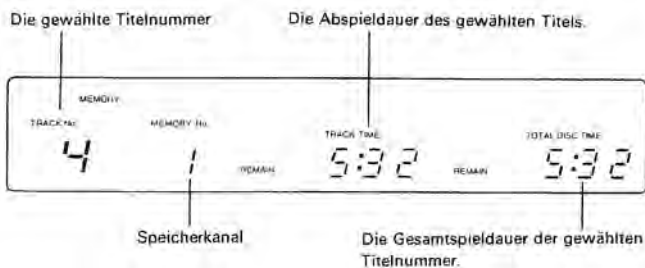 Die gewählte Titelnummer
Die Abspieldauer des gewählten Titels.
MEMORY
TRACK No.
MEMORY No.
TRACK TIME
TOTAL DISC TIME
4
1
REMAIN
5:32
REMAIN
5:32
Speicherkanal
Die Gesamtspieldauer der gewählten
Titelnummer.